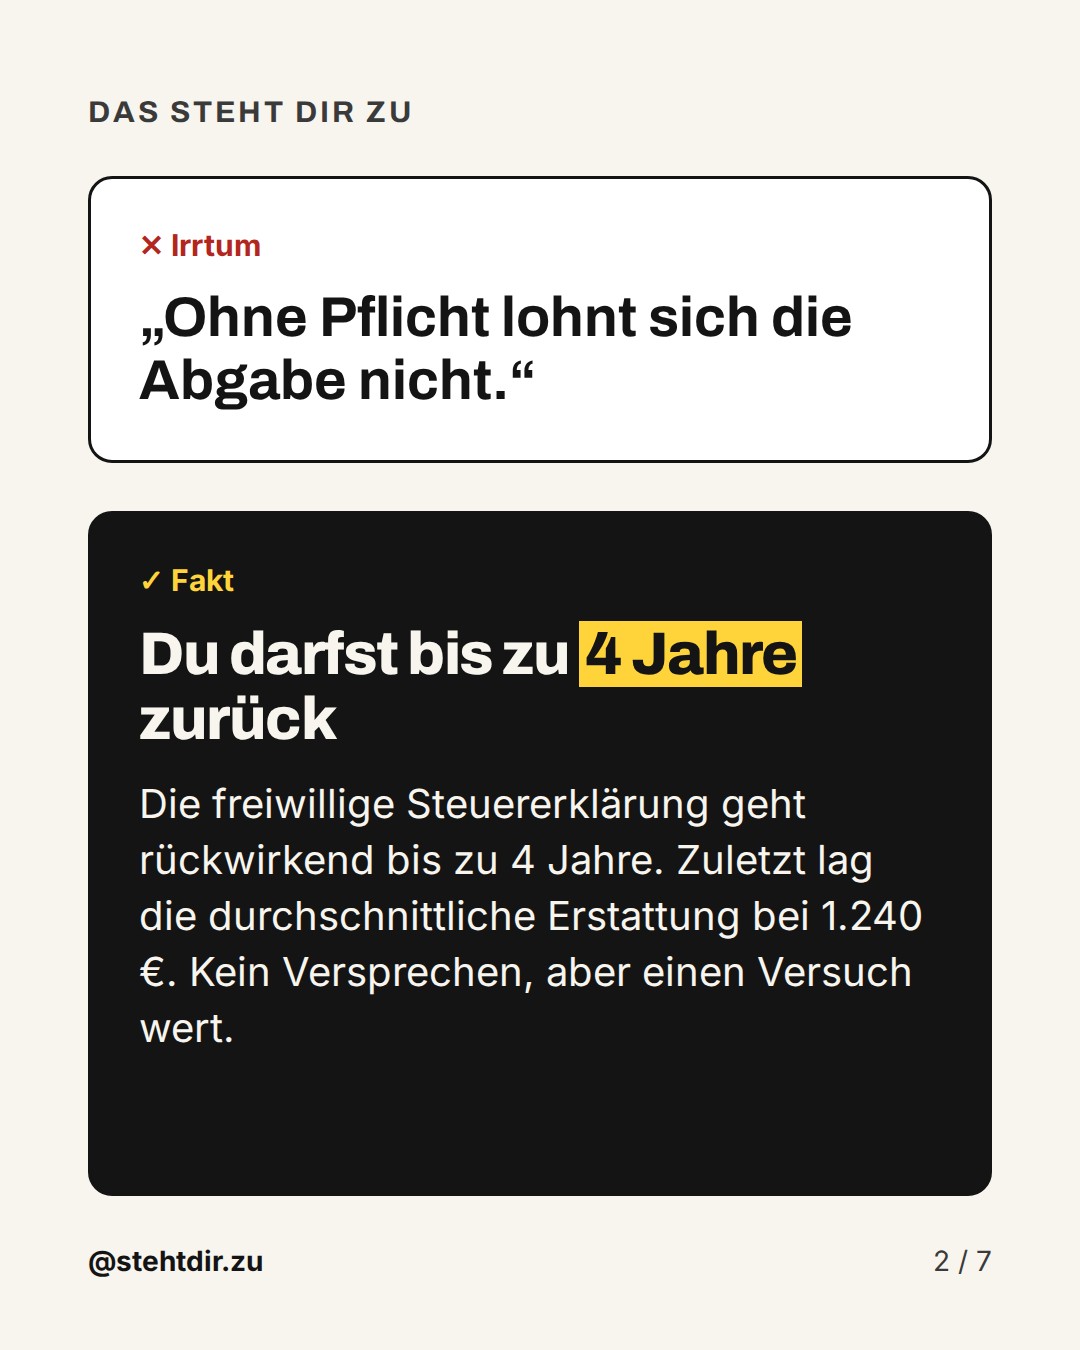 DAS STEHT DIR ZU
✕ Irrtum
„Ohne Pflicht lohnt sich die
Abgabe nicht.“
✓ Fakt
Du darfst bis zu 4 Jahre
zurück
Die freiwillige Steuererklärung geht
rückwirkend bis zu 4 Jahre. Zuletzt lag
die durchschnittliche Erstattung bei 1.240
€. Kein Versprechen, aber einen Versuch
wert.
@stehtdir.zu
2 / 7